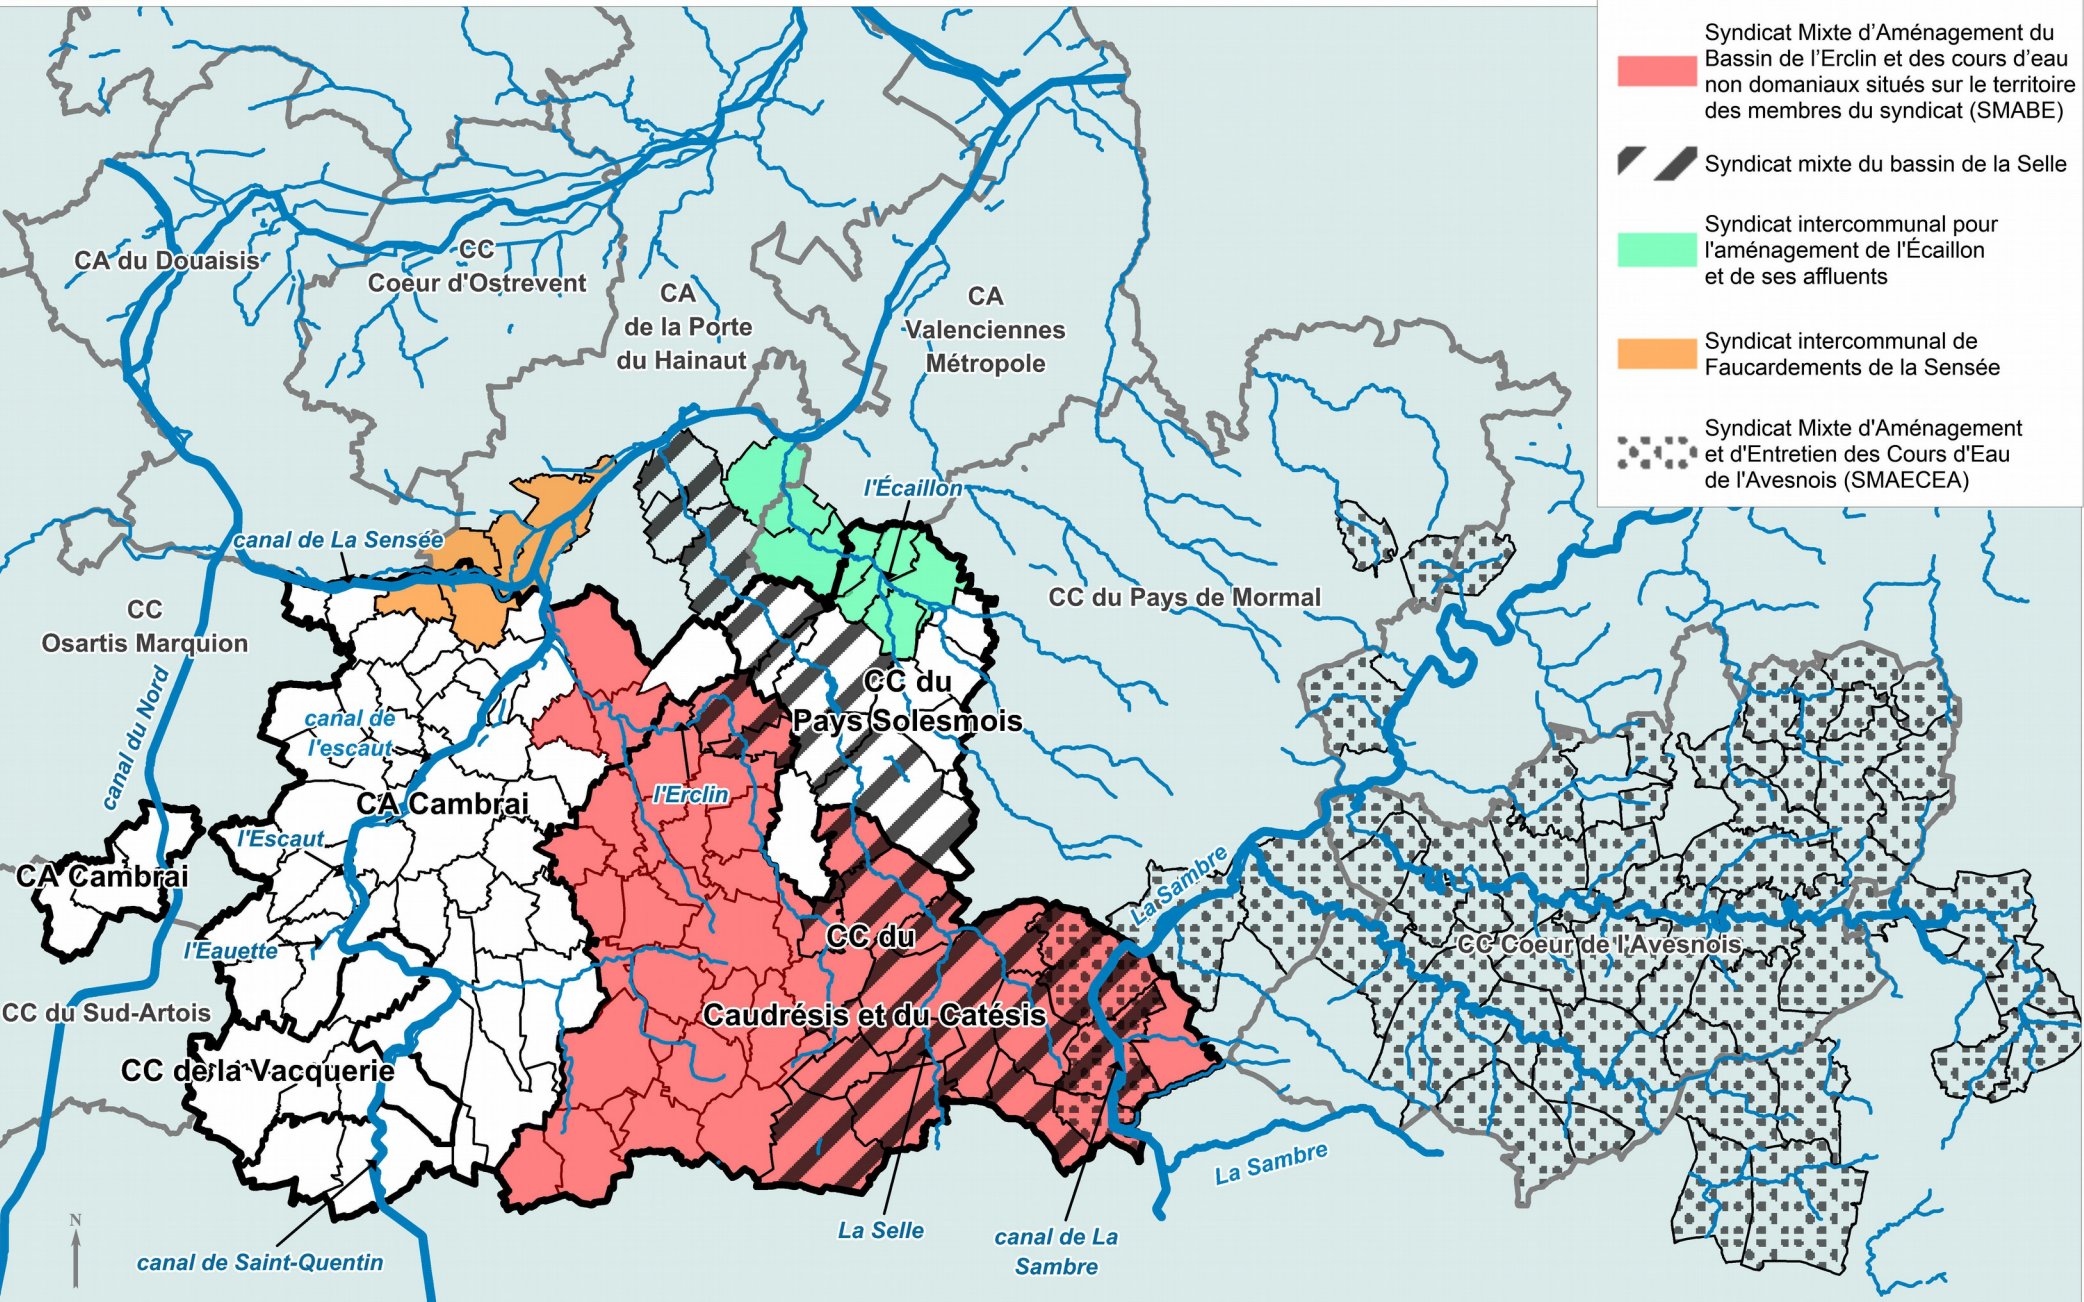 Syndicat Mixte d’Aménagement du
Bassin de l’Erclin et des cours d’eau
non domaniaux situés sur le territoire
des membres du syndicat (SMABE)
Syndicat mixte du bassin de la Selle
Syndicat intercommunal pour
l'aménagement de l'Écaillon
et de ses affluents
Syndicat intercommunal de
Faucardements de la Sensée
Syndicat Mixte d'Aménagement
et d'Entretien des Cours d'Eau
de l'Avesnois (SMAECEA)
CA du Douaisis
CC
Coeur d'Ostrevent
CA
de la Porte
du Hainaut
CA
Valenciennes
Métropole
l'Écaillon
canal de La Sensée
CC
Osartis Marquion
CC du Pays de Mormal
canal du Nord
canal de
l'escaut
CC du
Pays Solesmois
l'Erclin
CA Cambrai
l'Escaut
CA Cambrai
La Sambre
l'Eauette
CC du
Caudrésis et du Catésis
CC Coeur de l'Avesnois
CC du Sud-Artois
CC de la Vacquerie
La Sambre
La Selle
canal de La
Sambre
canal de Saint-Quentin
N